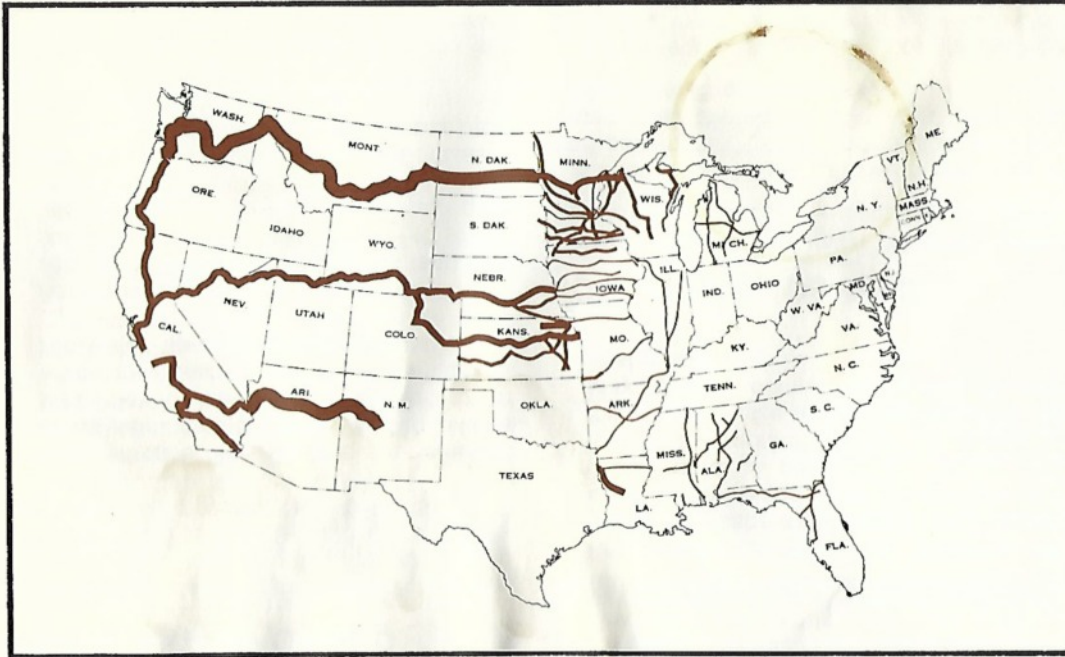 WASH.
MONT.
N. DAK.
MINN.
ME
VT.
N.H.
ORE.
IDAHO
WYO.
S. DAK.
WIS.
MICH.
N. Y.
MASS.
CONN.
NEBR.
IOWA
ILL.
IND.
OHIO
PA.
N.J.
MD.
NEV.
UTAH
COLO.
KANS.
MO.
W. VA.
VA.
CAL.
KY.
N. C.
ARI.
N. M.
OKLA.
ARK.
TENN.
S. C.
TEXAS
LA.
MISS.
ALA.
GA.
FLA.